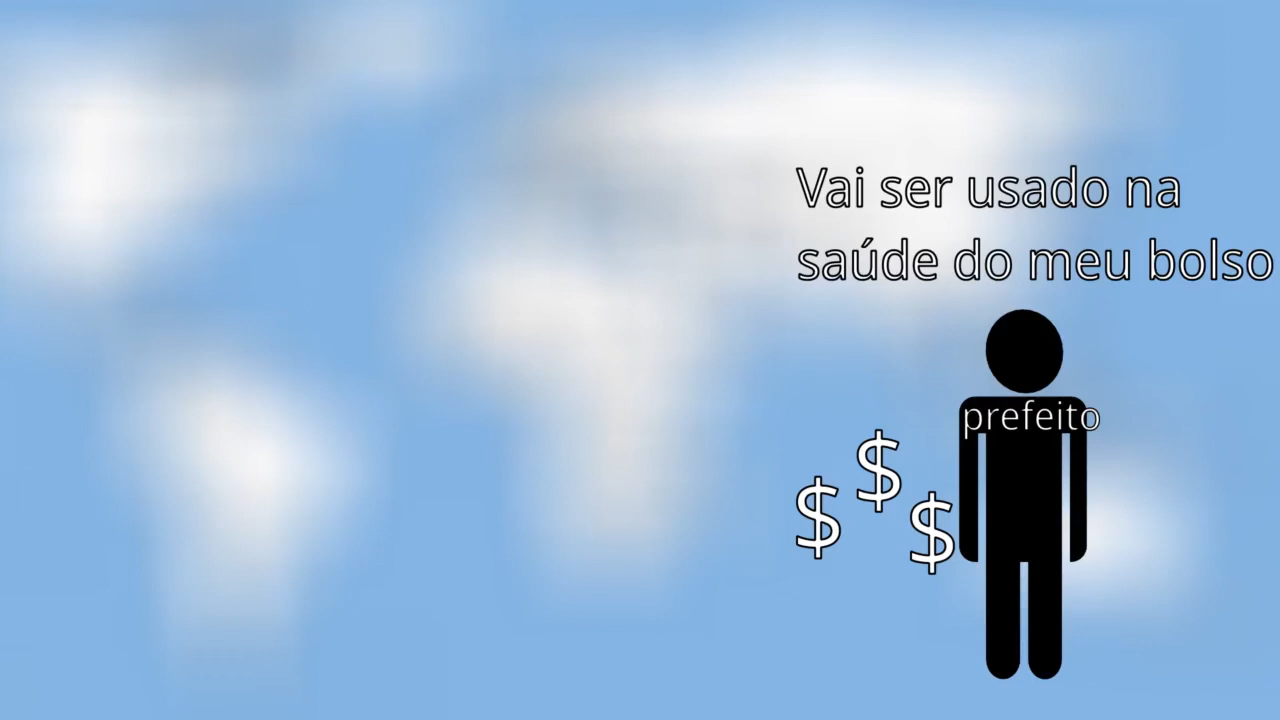 Vai ser usado na
saúde do meu bolso
prefeito
$
$
$